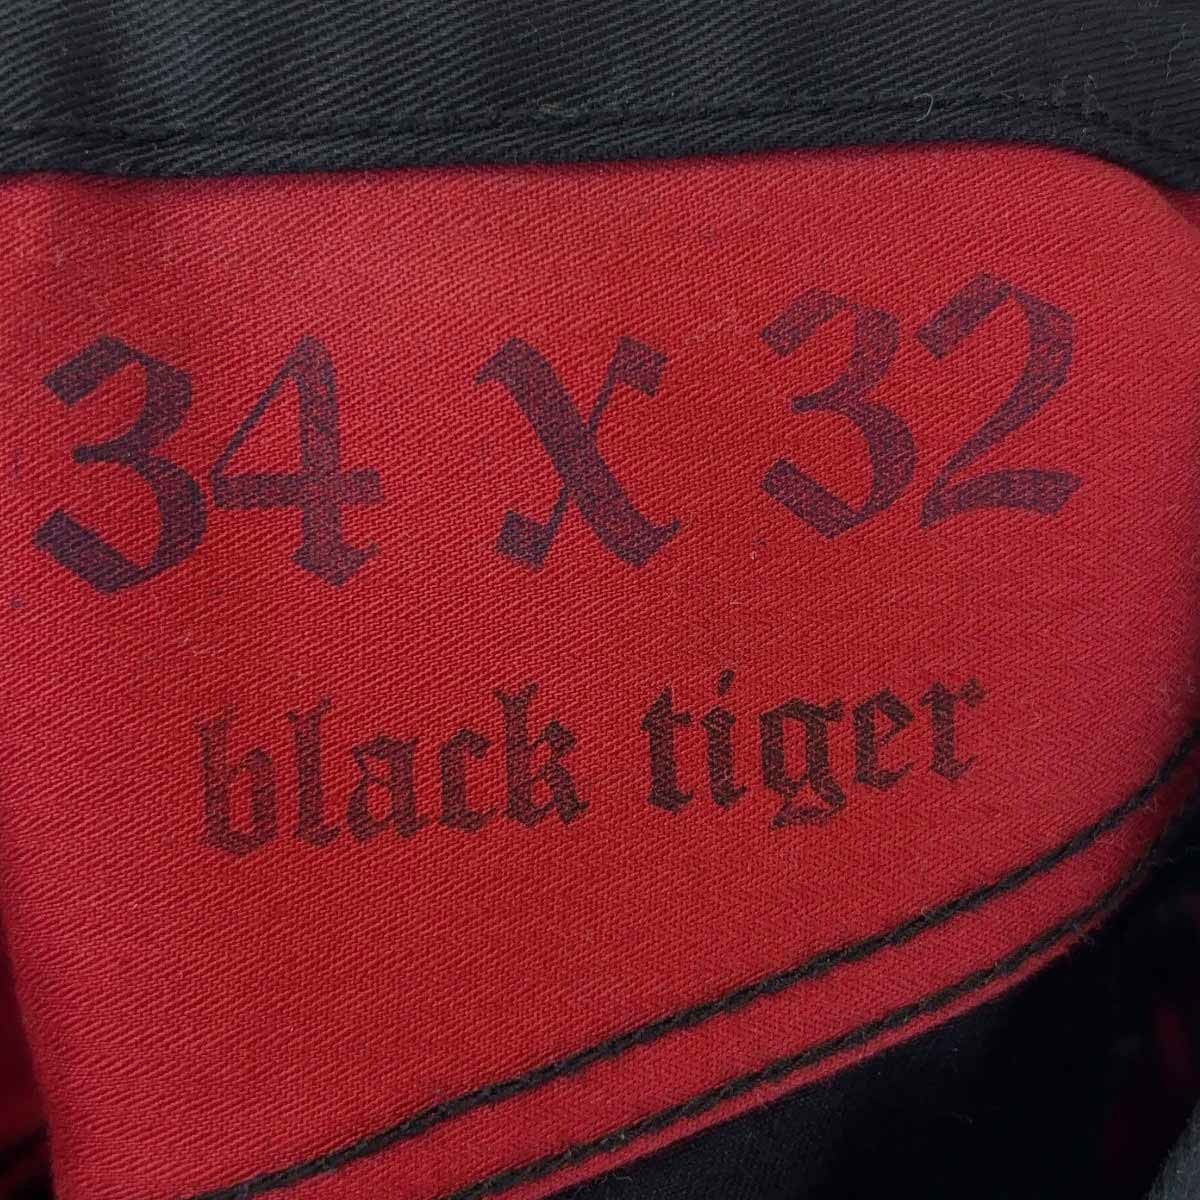 34 x 32
black tiger